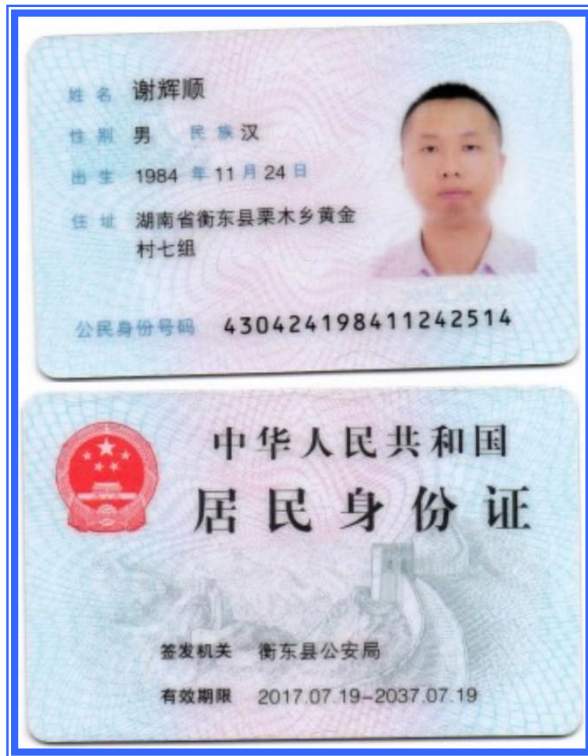 姓名 谢辉顺
性别 男 民族 汉
出生 1984 年 11 月 24 日
住址 湖南省衡东县栗木乡黄金
村七组
公民身份号码 430424198411242514
中华人民共和国
居民身份证
签发机关 衡东县公安局
有效期限 2017.07.19-2037.07.19